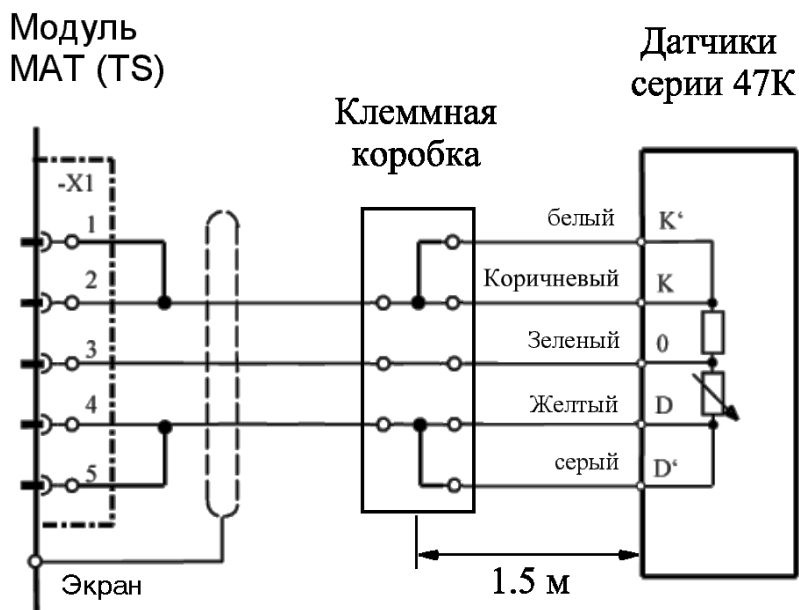 Модуль
МАТ (TS)
Датчики
серии 47К
Клеммная
коробка
-X1
1
белый
K‘
2
Коричневый
K
3
Зеленый
0
4
Желтый
D
5
серый
D‘
Экран
1.5 м